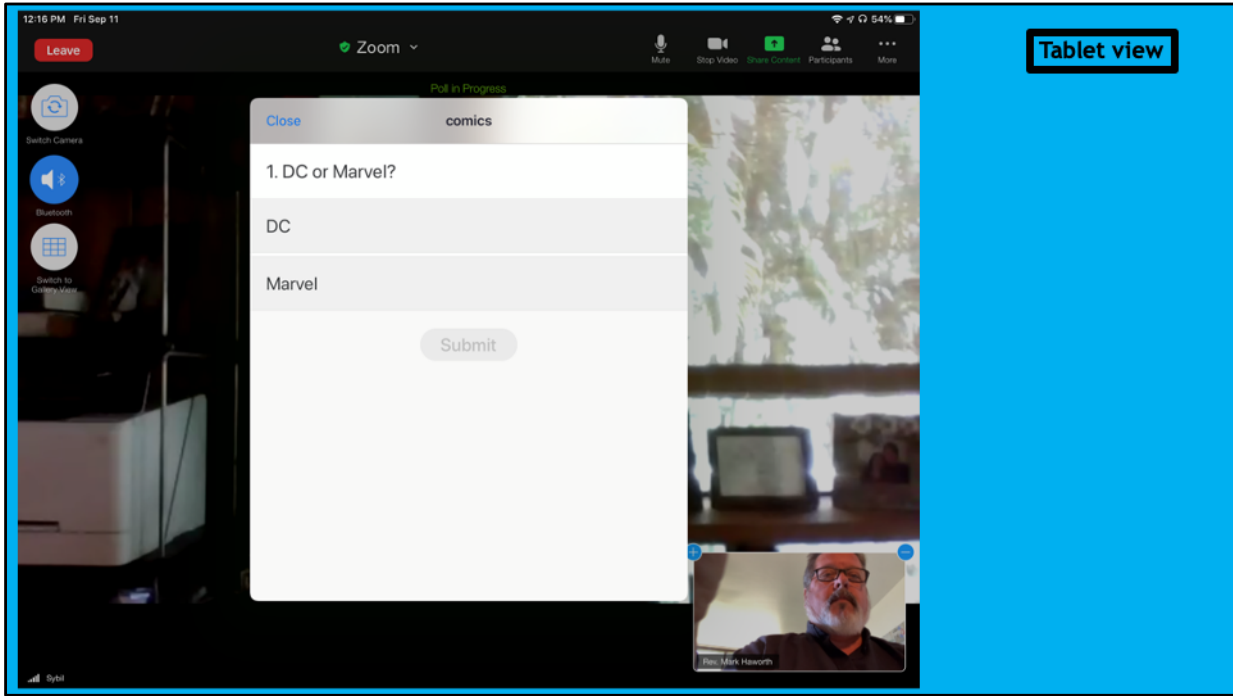 12:16 PM Fri Sep 11
54%
Leave
Zoom
Mute
Stop Video
Share Content
Participants
More
Tablet view
Poll in Progress
Switch Camera
Close
comics
1. DC or Marvel?
Bluetooth
DC
Switch to
Gallery View
Marvel
Submit
Rev. Mark Haworth
Sybil